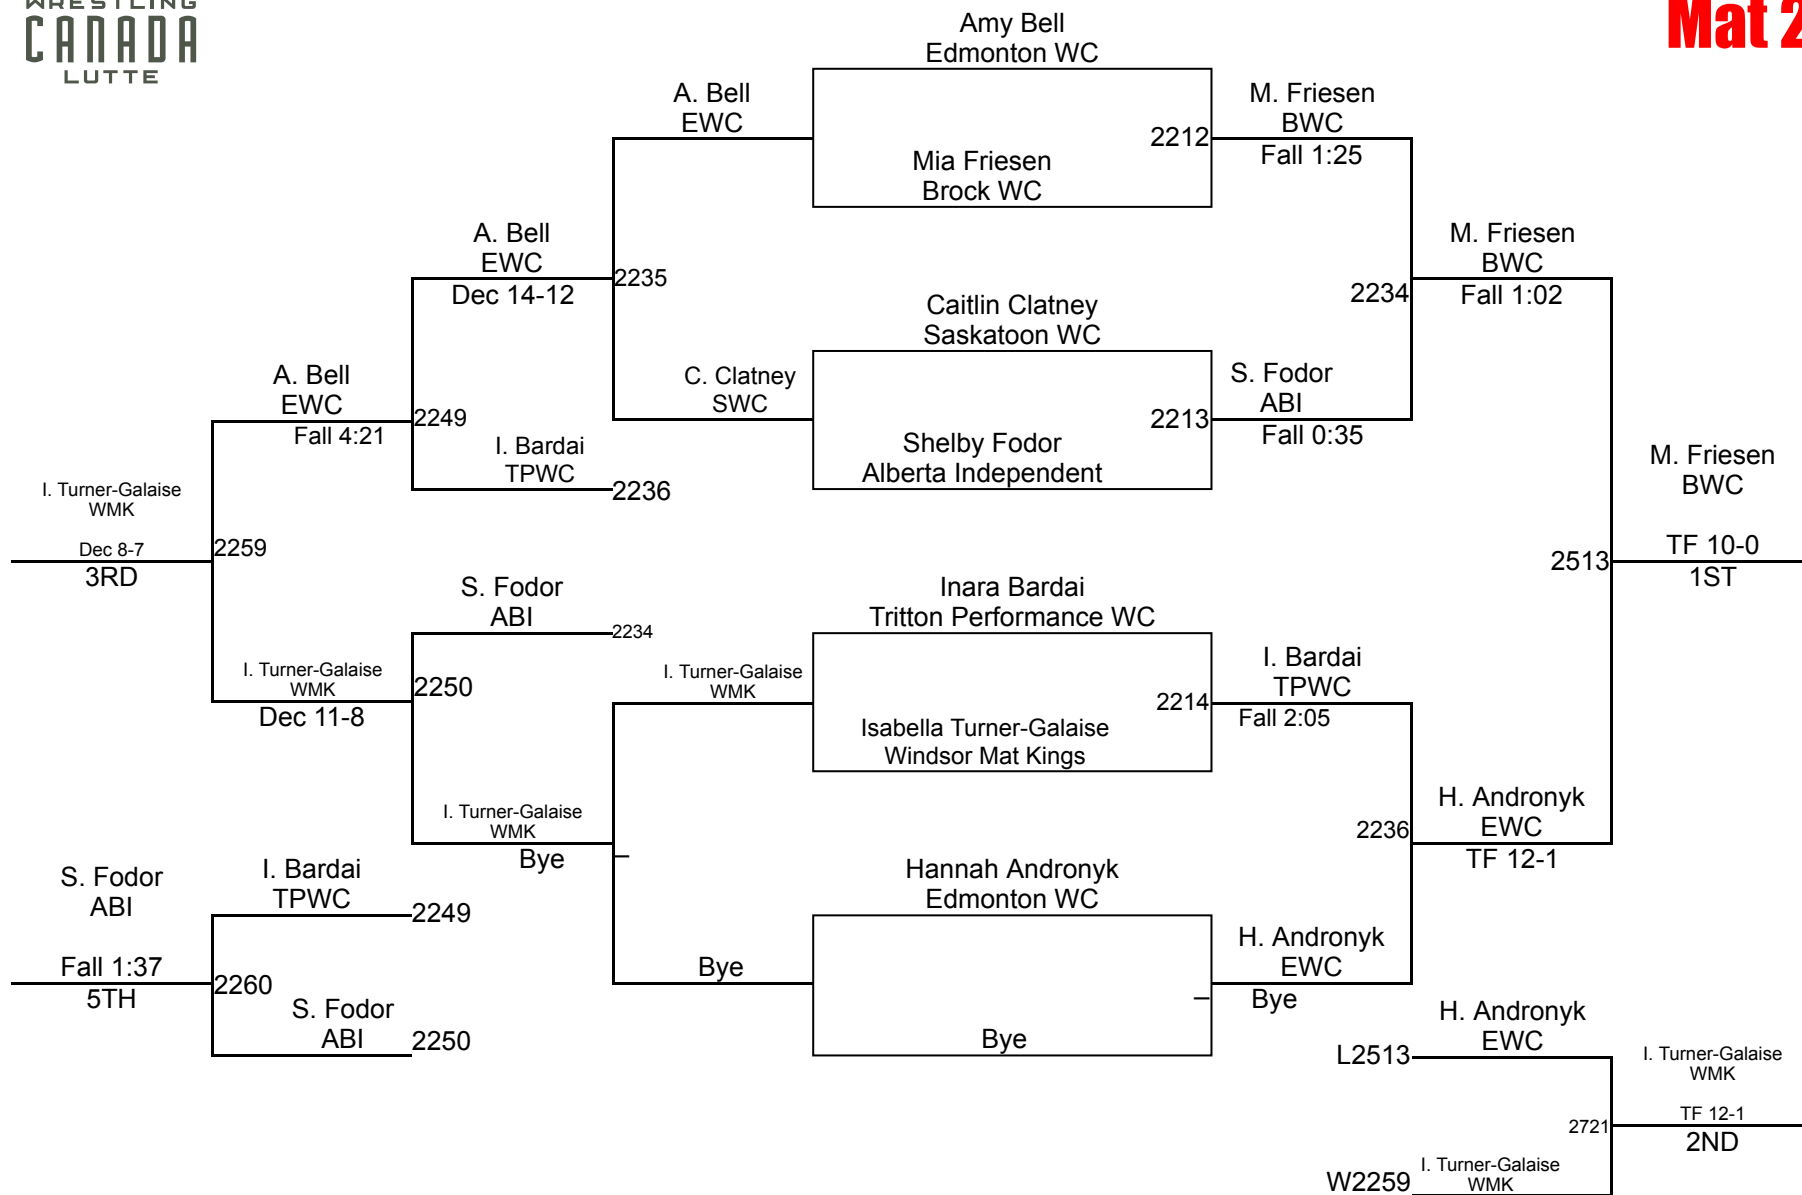 WRESTLING
CANADA
LUTTE
Mat 2
Amy Bell
Edmonton WC
A. Bell
EWC
2212
M. Friesen
BWC
Fall 1:25
Mia Friesen
Brock WC
A. Bell
EWC
Dec 14-12
2235
M. Friesen
BWC
Fall 1:02
2234
Caitlin Clatney
Saskatoon WC
A. Bell
EWC
Fall 4:21
2249
C. Clatney
SWC
2213
S. Fodor
ABI
Fall 0:35
Shelby Fodor
Alberta Independent
I. Bardai
TPWC
2236
I. Turner-Galaise
WMK
Dec 8-7
3RD
2259
M. Friesen
BWC
TF 10-0
1ST
2513
S. Fodor
ABI
2234
Inara Bardai
Tritton Performance WC
I. Turner-Galaise
WMK
Dec 11-8
2250
I. Turner-Galaise
WMK
2214
I. Bardai
TPWC
Fall 2:05
Isabella Turner-Galaise
Windsor Mat Kings
I. Turner-Galaise
WMK
Bye
2236
H. Andronyk
EWC
TF 12-1
Hannah Andronyk
Edmonton WC
S. Fodor
ABI
Fall 1:37
5TH
I. Bardai
TPWC
2249
2260
S. Fodor
ABI
2250
Bye
H. Andronyk
EWC
Bye
Bye
H. Andronyk
EWC
L2513
I. Turner-Galaise
WMK
TF 12-1
2ND
2721
W2259
I. Turner-Galaise
WMK